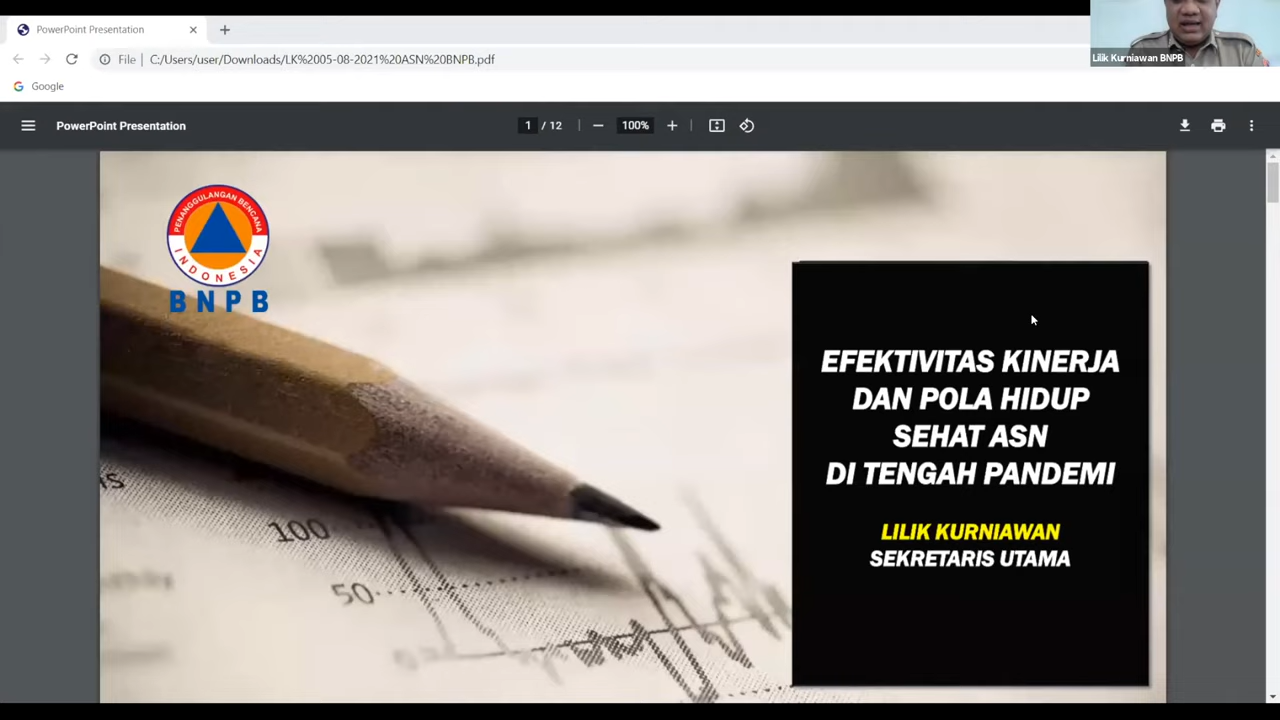 PowerPoint Presentation
Lilik Kurniawan BNPB
File | C:/Users/user/Downloads/LK%2005-08-2021%20ASN%20BNPB.pdf
Google
PowerPoint Presentation
1 / 12
100%
PENANGGULANGAN BENCANA
INDONESIA
BNPB
EFEKTIVITAS KINERJA
DAN POLA HIDUP
SEHAT ASN
DI TENGAH PANDEMI
LILIK KURNIAWAN
SEKRETARIS UTAMA
100
50